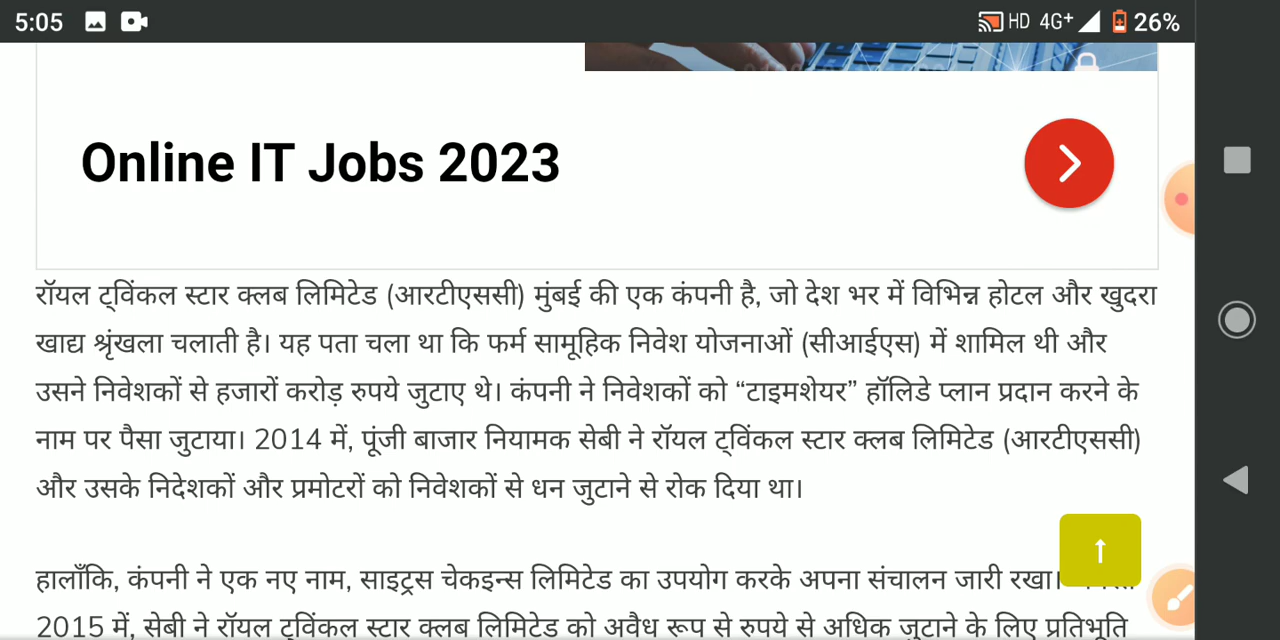 5:05 HD 4G+ 26%
Online IT Jobs 2023
रॉयल ट्विंकल स्टार क्लब लिमिटेड (आरटीएससी) मुंबई की एक कंपनी है, जो देश भर में विभिन्न होटल और खुदरा
खाद्य श्रृंखला चलाती है। यह पता चला था कि फर्म सामूहिक निवेश योजनाओं (सीआईएस) में शामिल थी और
उसने निवेशकों से हजारों करोड़ रुपये जुटाए थे। कंपनी ने निवेशकों को “टाइमशेयर” हॉलिडे प्लान प्रदान करने के
नाम पर पैसा जुटाया। 2014 में, पूंजी बाजार नियामक सेबी ने रॉयल ट्विंकल स्टार क्लब लिमिटेड (आरटीएससी)
और उसके निदेशकों और प्रमोटरों को निवेशकों से धन जुटाने से रोक दिया था।
↑
हालाँकि, कंपनी ने एक नए नाम, साइट्रस चेकइन्स लिमिटेड का उपयोग करके अपना संचालन जारी रखा।
2015 में, सेबी ने रॉयल ट्विंकल स्टार क्लब लिमिटेड को अवैध रूप से रुपये से अधिक जुटाने के लिए प्रतिभूति